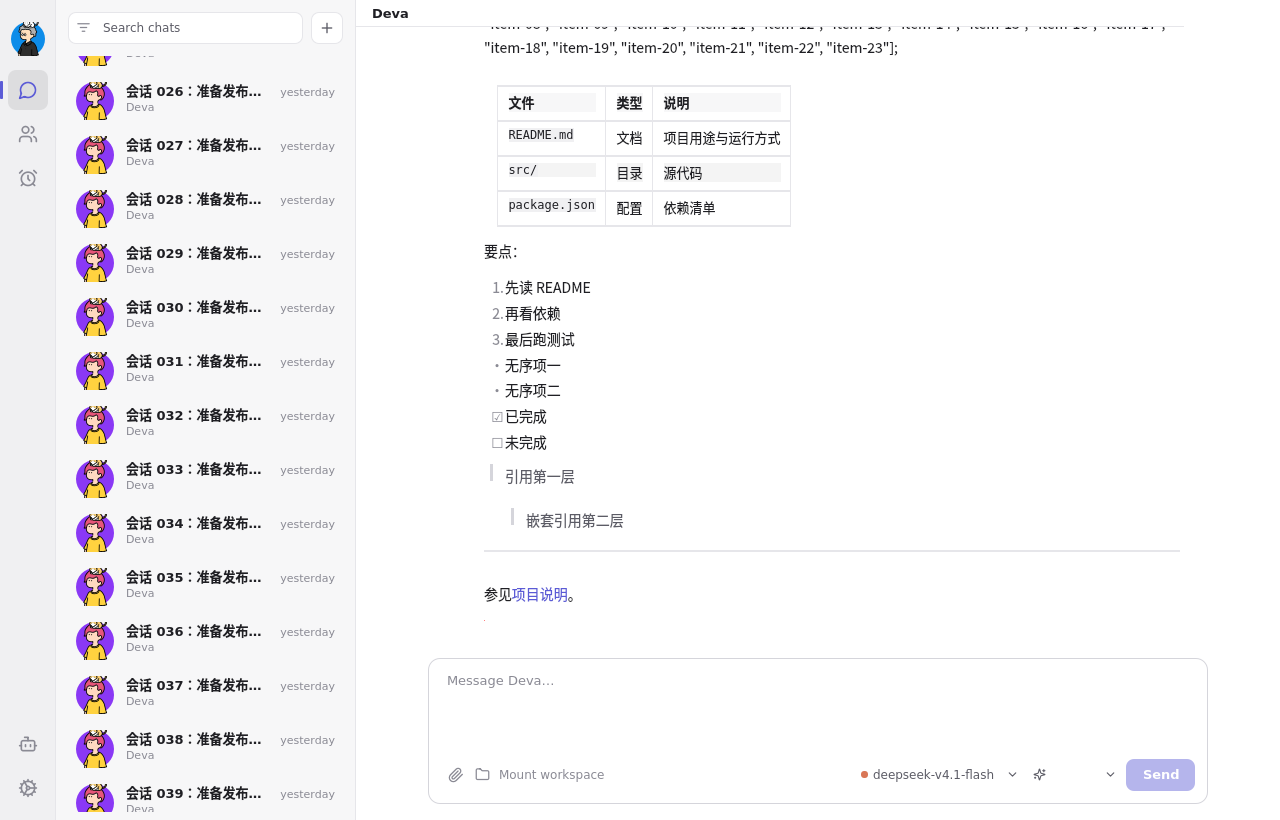 Search chats
Deva
会话 026：准备发布... yesterday
Deva
会话 027：准备发布... yesterday
Deva
会话 028：准备发布... yesterday
Deva
会话 029：准备发布... yesterday
Deva
会话 030：准备发布... yesterday
Deva
会话 031：准备发布... yesterday
Deva
会话 032：准备发布... yesterday
Deva
会话 033：准备发布... yesterday
Deva
会话 034：准备发布... yesterday
Deva
会话 035：准备发布... yesterday
Deva
会话 036：准备发布... yesterday
Deva
会话 037：准备发布... yesterday
Deva
会话 038：准备发布... yesterday
Deva
会话 039：准备发布... yesterday
Deva
Deva
"item-18", "item-19", "item-20", "item-21", "item-22", "item-23"];
文件 类型 说明
README.md 文档 项目用途与运行方式
src/ 目录 源代码
package.json 配置 依赖清单
要点：
1. 先读 README
2. 再看依赖
3. 最后跑测试
• 无序项一
• 无序项二
☑ 已完成
☐ 未完成
引用第一层
嵌套引用第二层
参见项目说明。
Message Deva...
Mount workspace deepseek-v4.1-flash Send